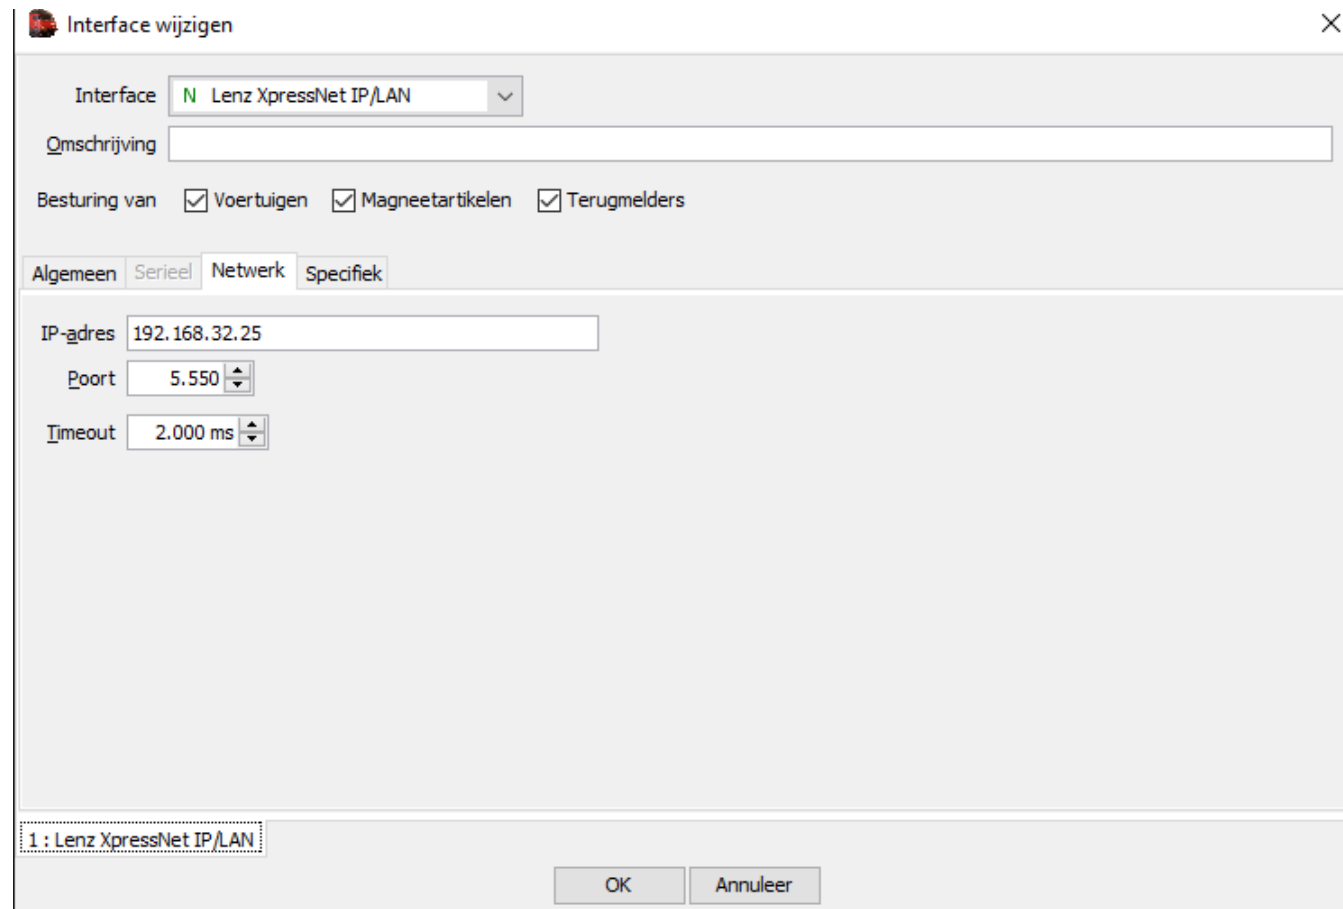 Interface wijzigen
Interface N Lenz XpressNet IP/LAN
Omschrijving
Besturing van Voertuigen Magneetartikelen Terugmelders
Algemeen Serieel Netwerk Specifiek
IP-adres 192.168.32.25
Poort 5.550
Timeout 2.000 ms
1 : Lenz XpressNet IP/LAN
OK Annuleer